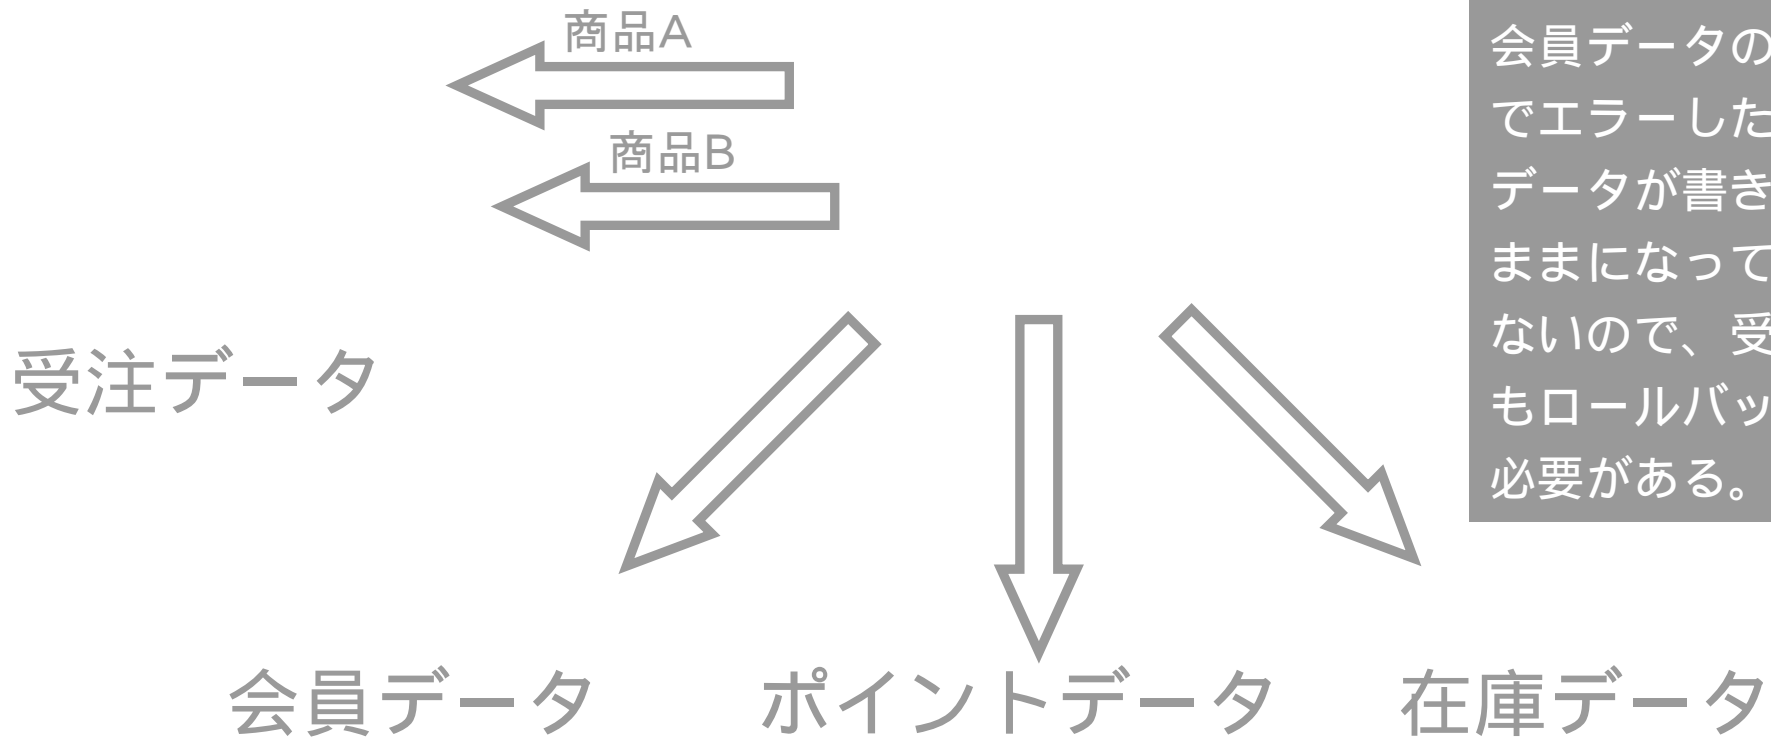 商品A
商品B
会員データの
でエラーした
データが書き
ままになって
ないので、受
もロールバッ
必要がある。
受注データ
会員データ
ポイントデータ
在庫データ